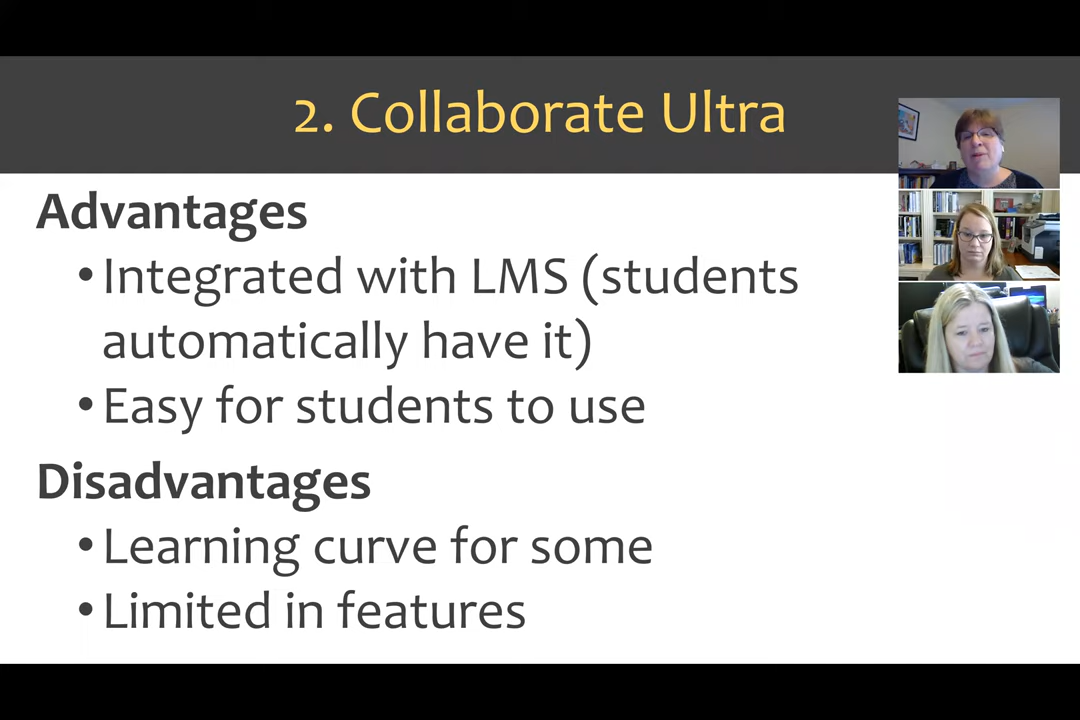 2. Collaborate Ultra
Advantages
•Integrated with LMS (students
automatically have it)
•Easy for students to use
Disadvantages
•Learning curve for some
•Limited in features